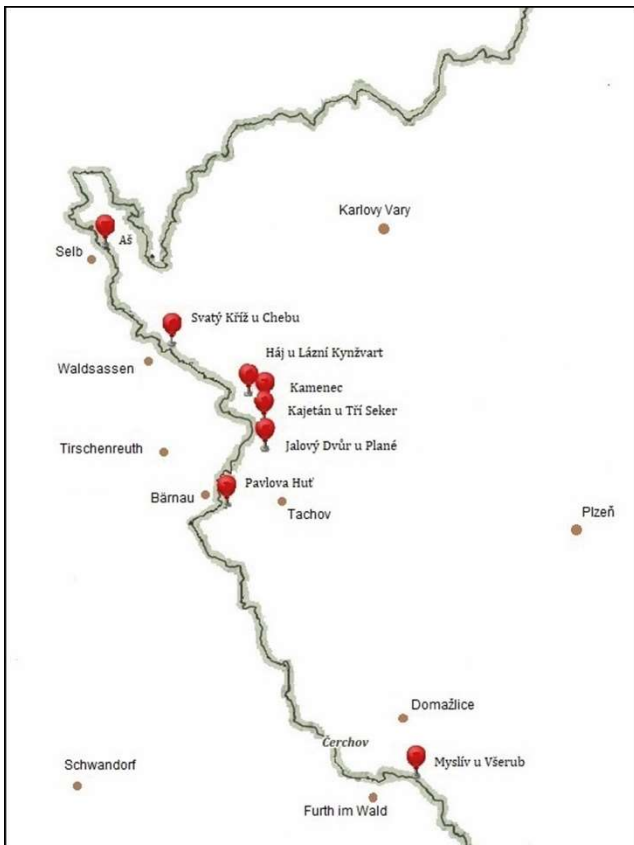 Karlovy Vary
Aš
Selb
Svatý Kříž u Chebu
Háj u Lázní Kynžvart
Waldsassen
Kamenec
Kajetán u Tří Seker
Jalový Dvůr u Plané
Tirschenreuth
Pavlova Huť
Bärnau
Tachov
Plzeň
Domažlice
Čerchov
Myslív u Všerub
Schwandorf
Furth im Wald